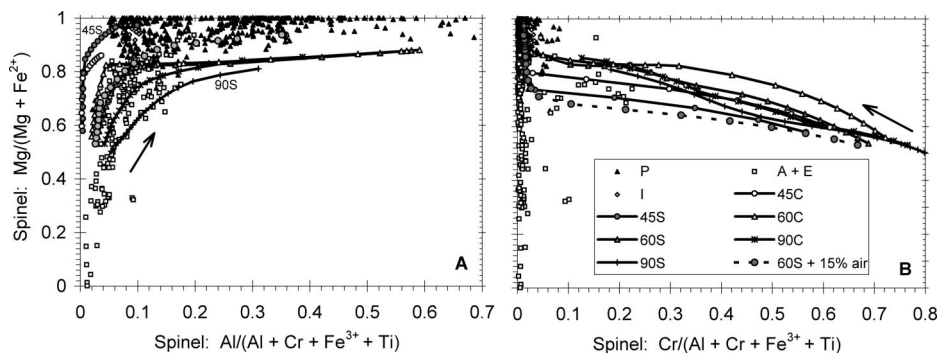 Spinel: Mg/(Mg + Fe2+)
1
0.8
0.6
0.4
0.2
0
45S
90S
A
0 0.1 0.2 0.3 0.4 0.5 0.6 0.7
Spinel: Al/(Al + Cr + Fe3+ + Ti)
P A + E
I 45C
45S 60C
60S 90C
90S 60S + 15% air
B
0 0.1 0.2 0.3 0.4 0.5 0.6 0.7 0.8
Spinel: Cr/(Al + Cr + Fe3+ + Ti)